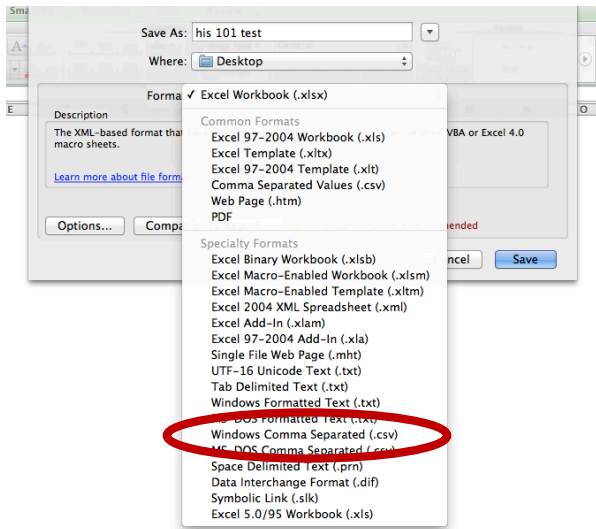 Save As: his 101 test
Where: Desktop
Forma ✓ Excel Workbook (.xlsx)
Description
The XML-based format that VBA or Excel 4.0
macro sheets.
Learn more about file form
Common Formats
Excel 97-2004 Workbook (.xls)
Excel Template (.xltx)
Excel 97-2004 Template (.xlt)
Comma Separated Values (.csv)
Web Page (.htm)
PDF
Options... Compa ended
Specialty Formats
Excel Binary Workbook (.xlsb)
ncel Save
Excel Macro-Enabled Workbook (.xlsm)
Excel Macro-Enabled Template (.xltm)
Excel 2004 XML Spreadsheet (.xml)
Excel Add-In (.xlam)
Excel 97-2004 Add-In (.xla)
Single File Web Page (.mht)
UTF-16 Unicode Text (.txt)
Tab Delimited Text (.txt)
Windows Formatted Text (.txt)
MS-DOS Formatted Text (.txt)
Windows Comma Separated (.csv)
MS-DOS Comma Separated (.csv)
Space Delimited Text (.prn)
Data Interchange Format (.dif)
Symbolic Link (.slk)
Excel 5.0/95 Workbook (.xls)
E
O